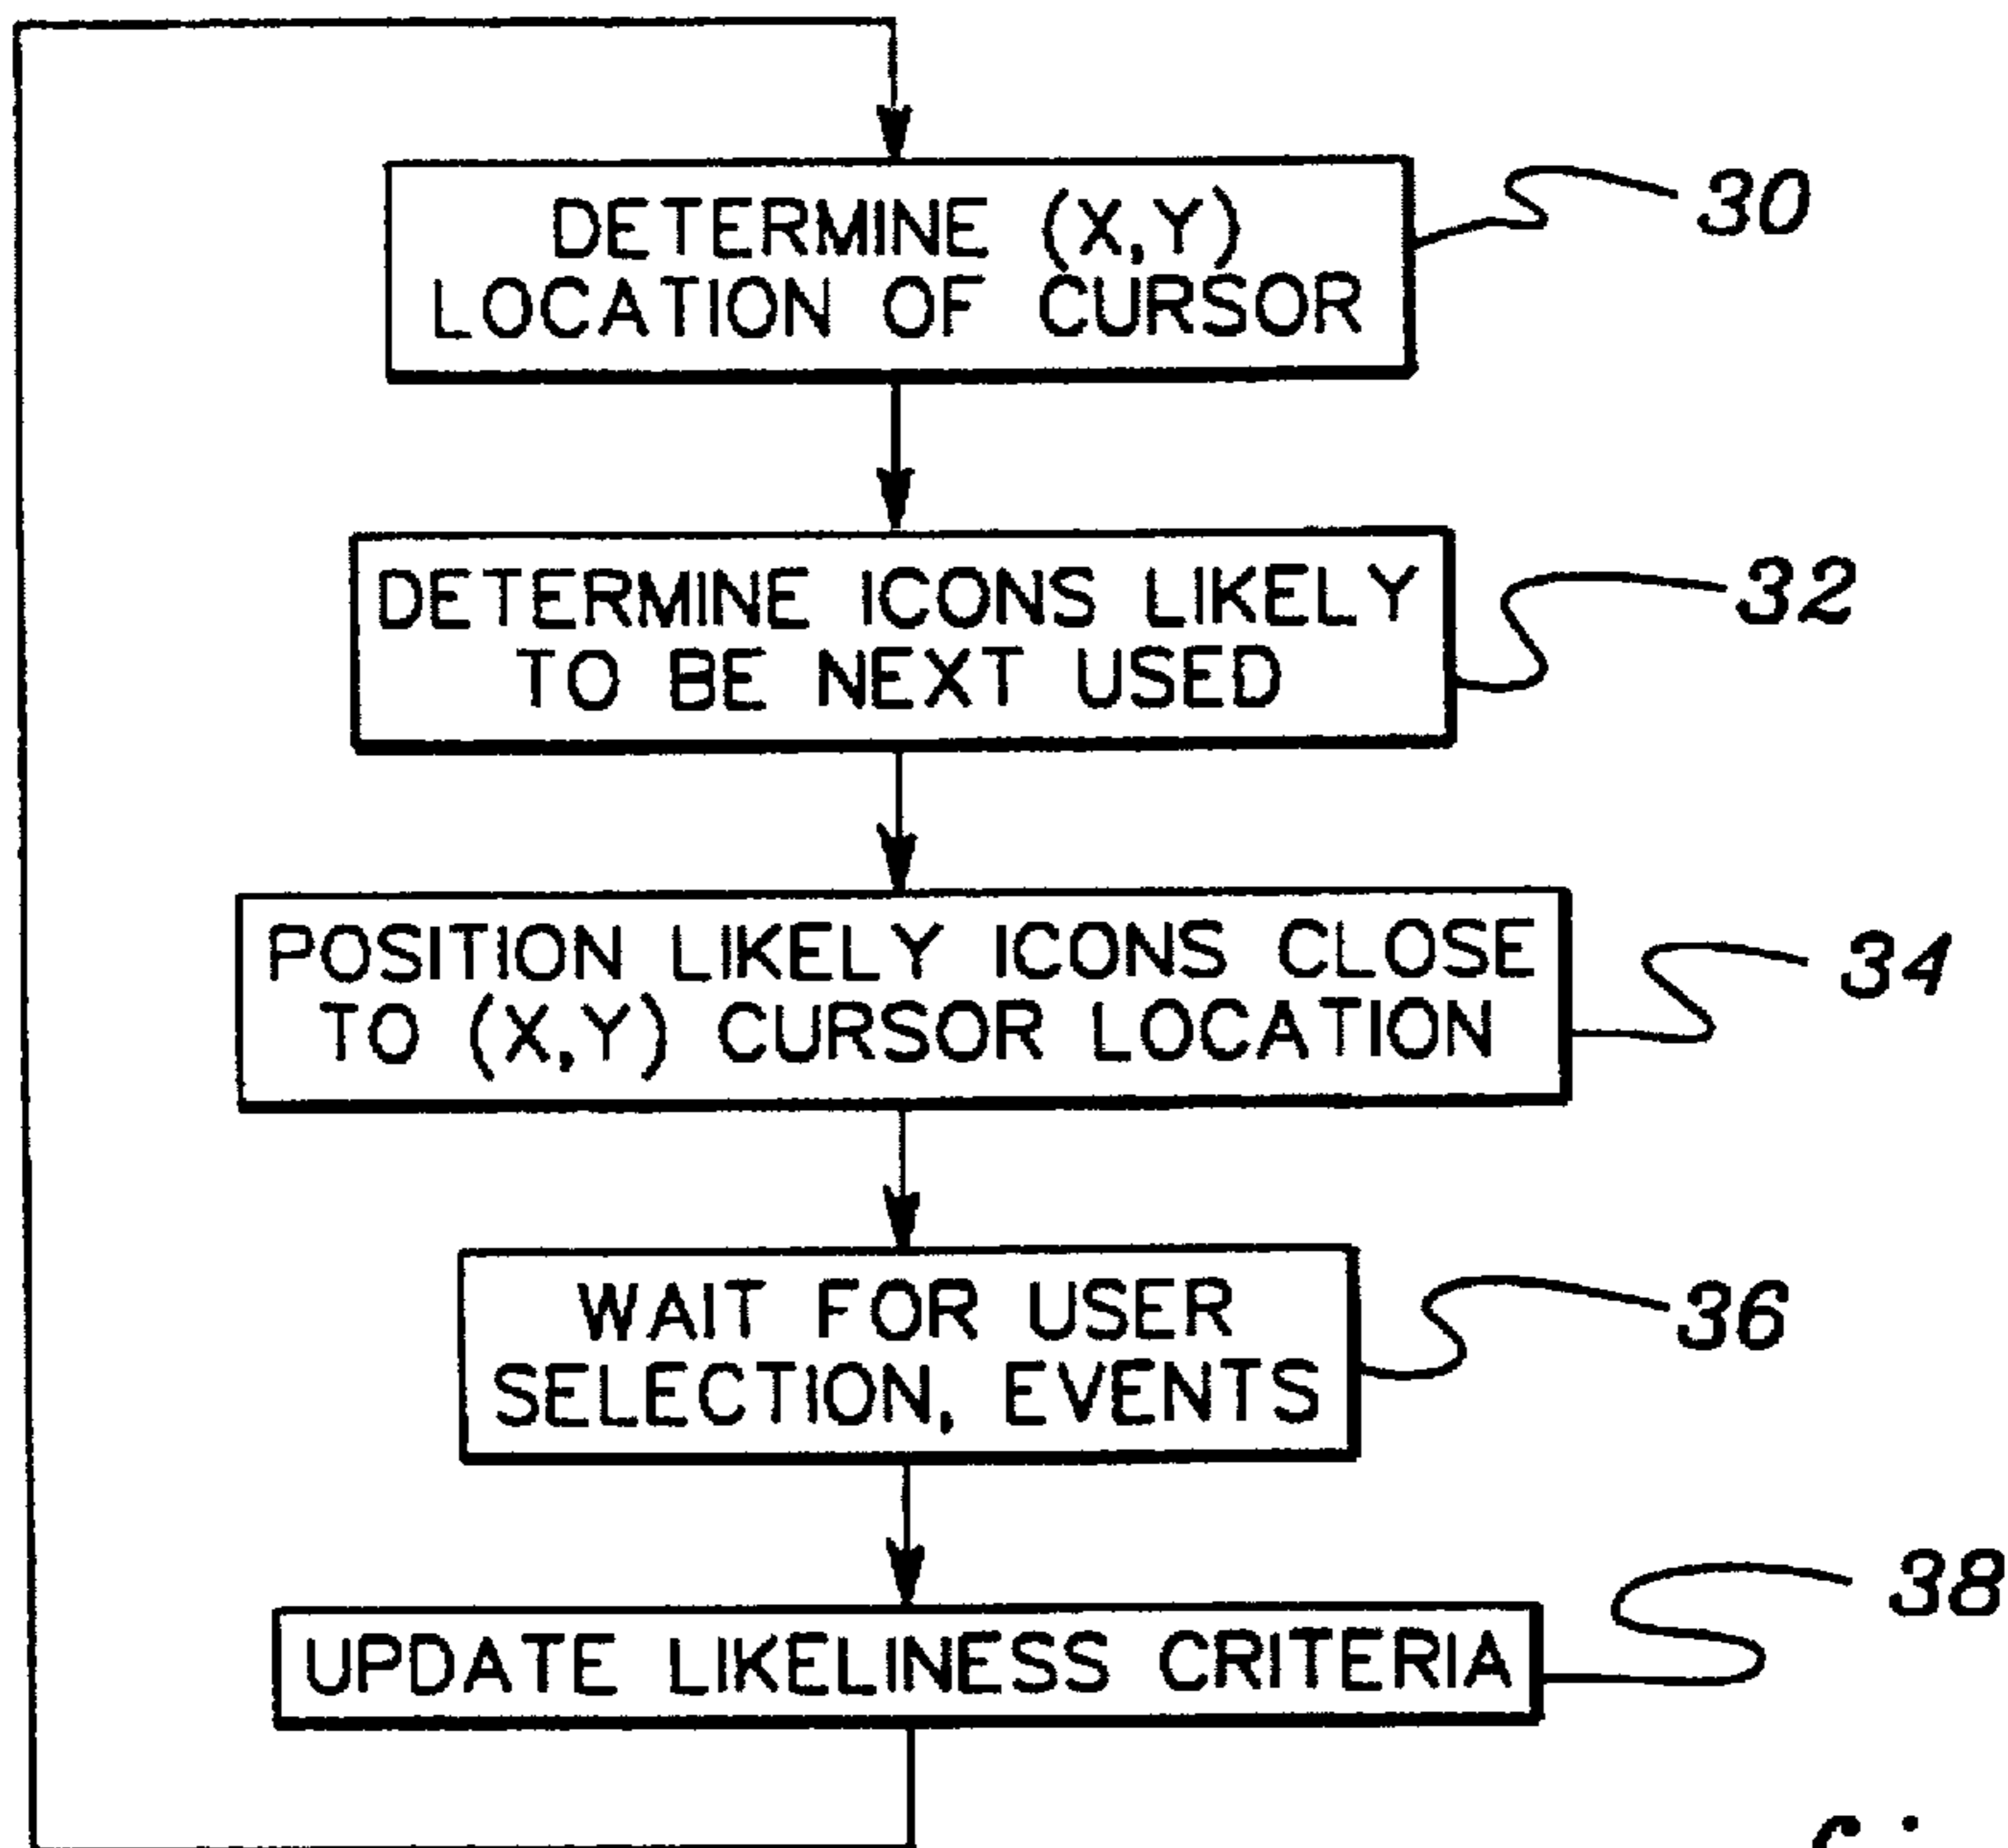 DETERMINE (X,Y)
LOCATION OF CURSOR
30
DETERMINE ICONS LIKELY
TO BE NEXT USED
32
POSITION LIKELY ICONS CLOSE
TO (X,Y) CURSOR LOCATION
34
WAIT FOR USER
SELECTION, EVENTS
36
UPDATE LIKELINESS CRITERIA
38